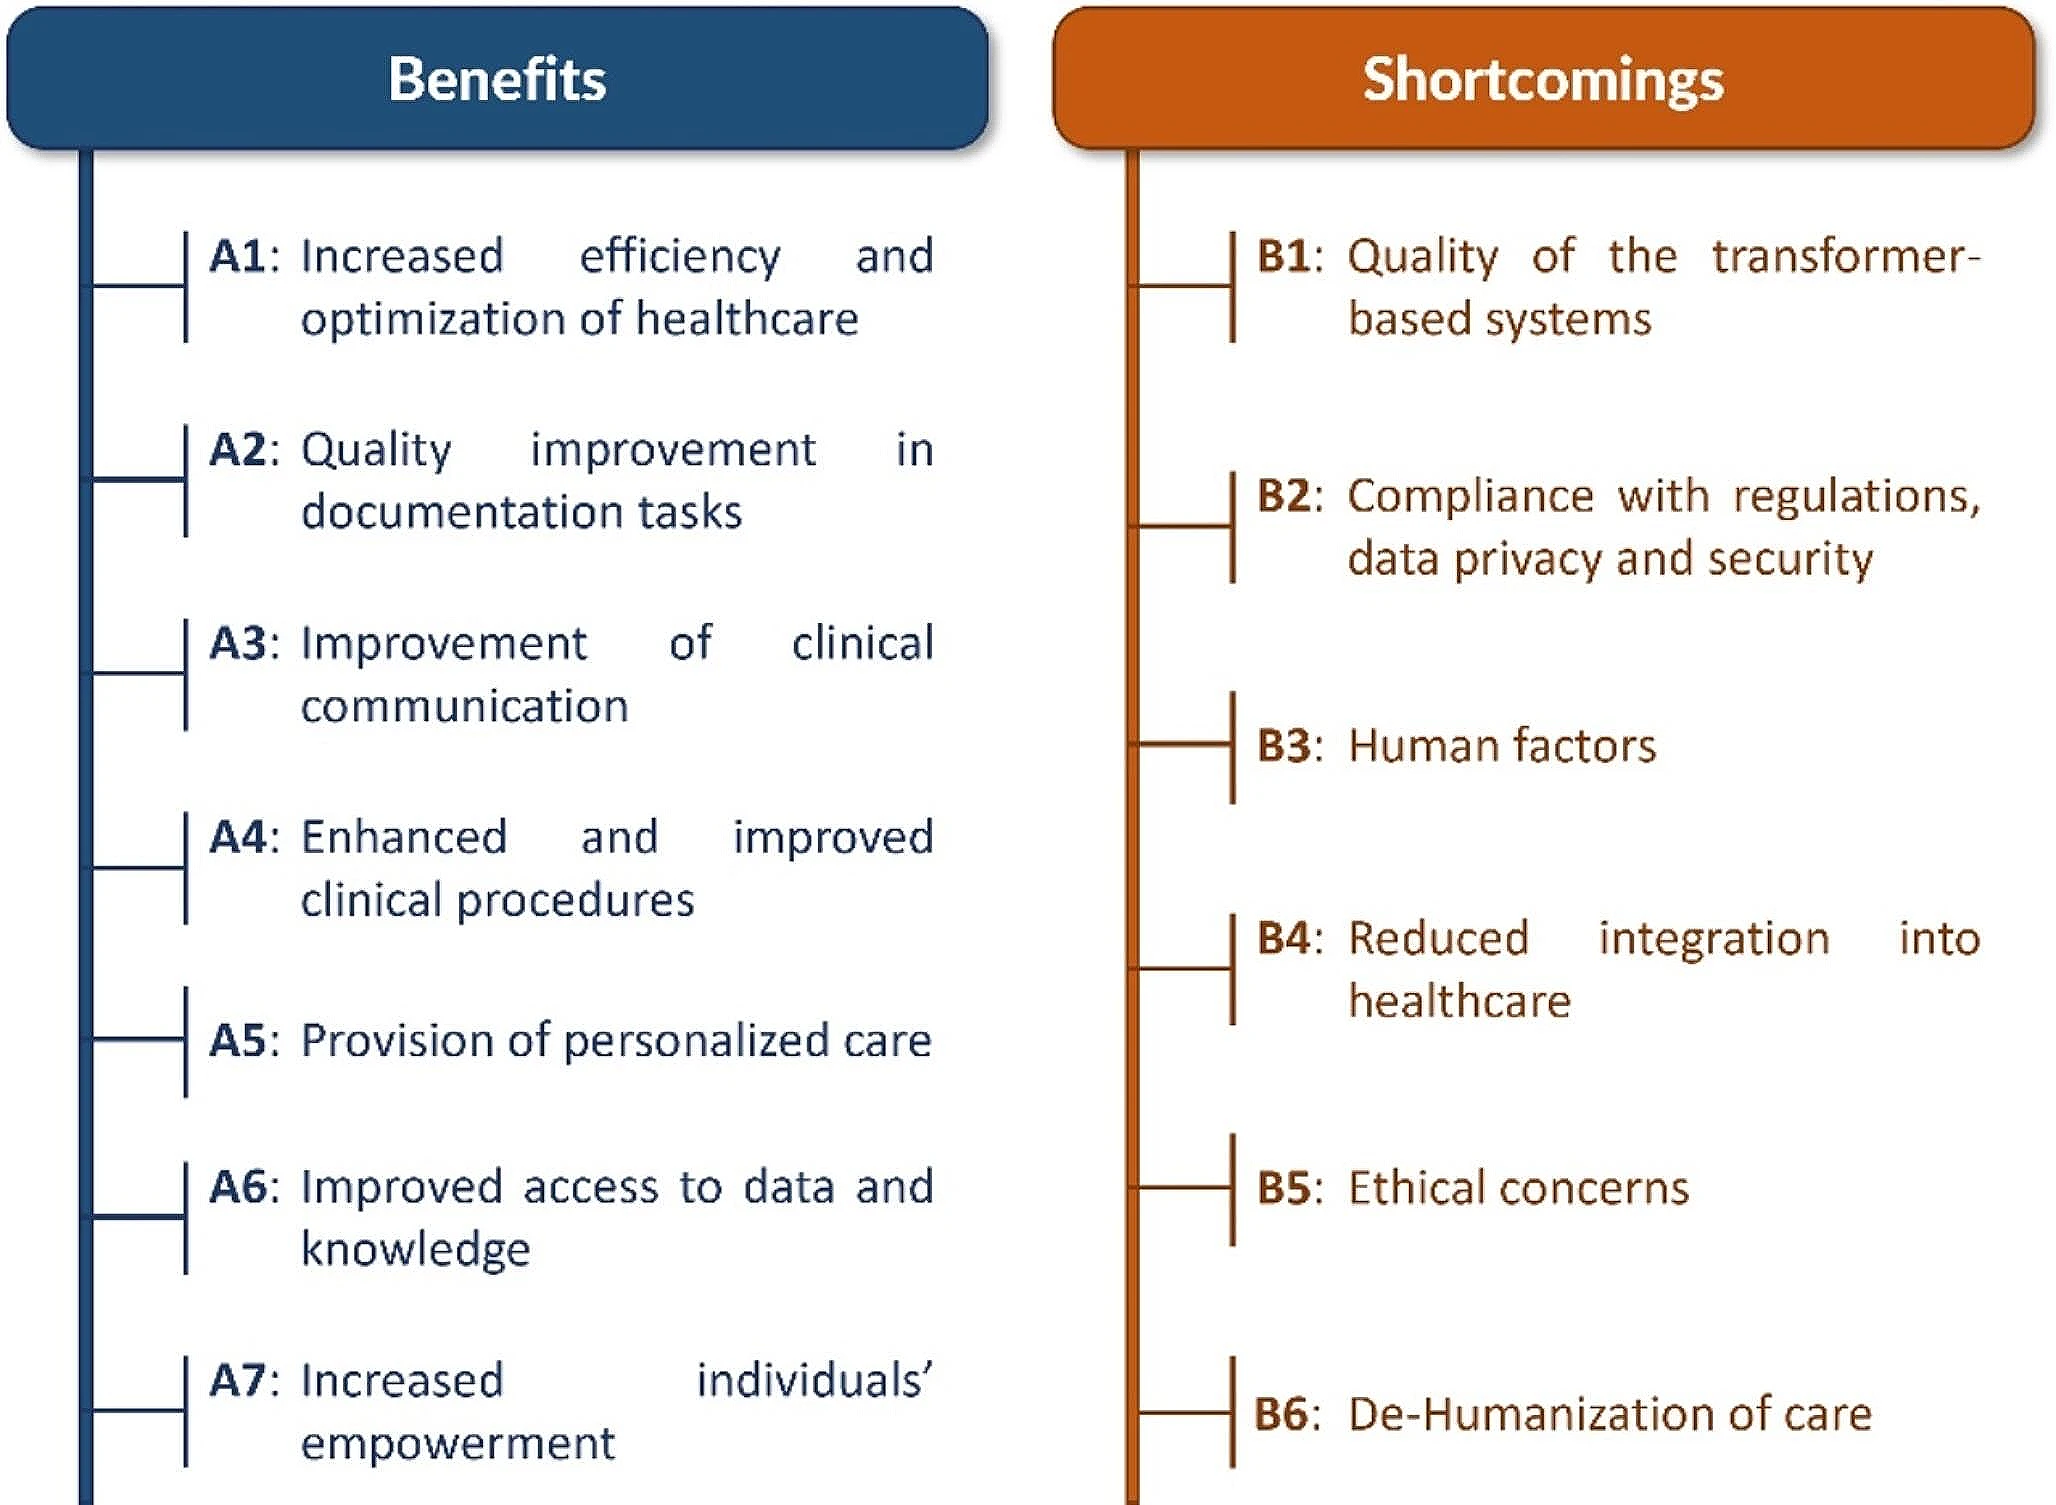 Benefits
A1: Increased efficiency and
optimization of healthcare
A2: Quality improvement in
documentation tasks
A3: Improvement of clinical
communication
A4: Enhanced and improved
clinical procedures
A5: Provision of personalized care
A6: Improved access to data and
knowledge
A7: Increased individuals’
empowerment
Shortcomings
B1: Quality of the transformer-
based systems
B2: Compliance with regulations,
data privacy and security
B3: Human factors
B4: Reduced integration into
healthcare
B5: Ethical concerns
B6: De-Humanization of care